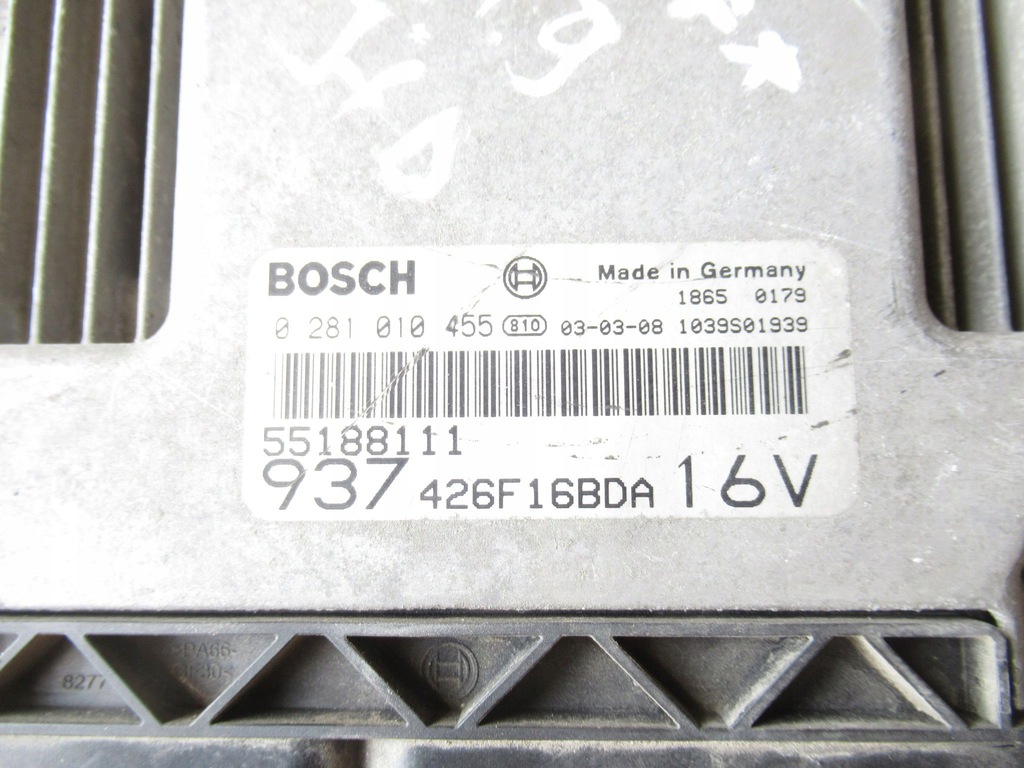 BOSCH Made in Germany
1865 0179
0 281 010 455 810 03-03-08 1039S01939
55188111
937 426F16BDA 16V
8277